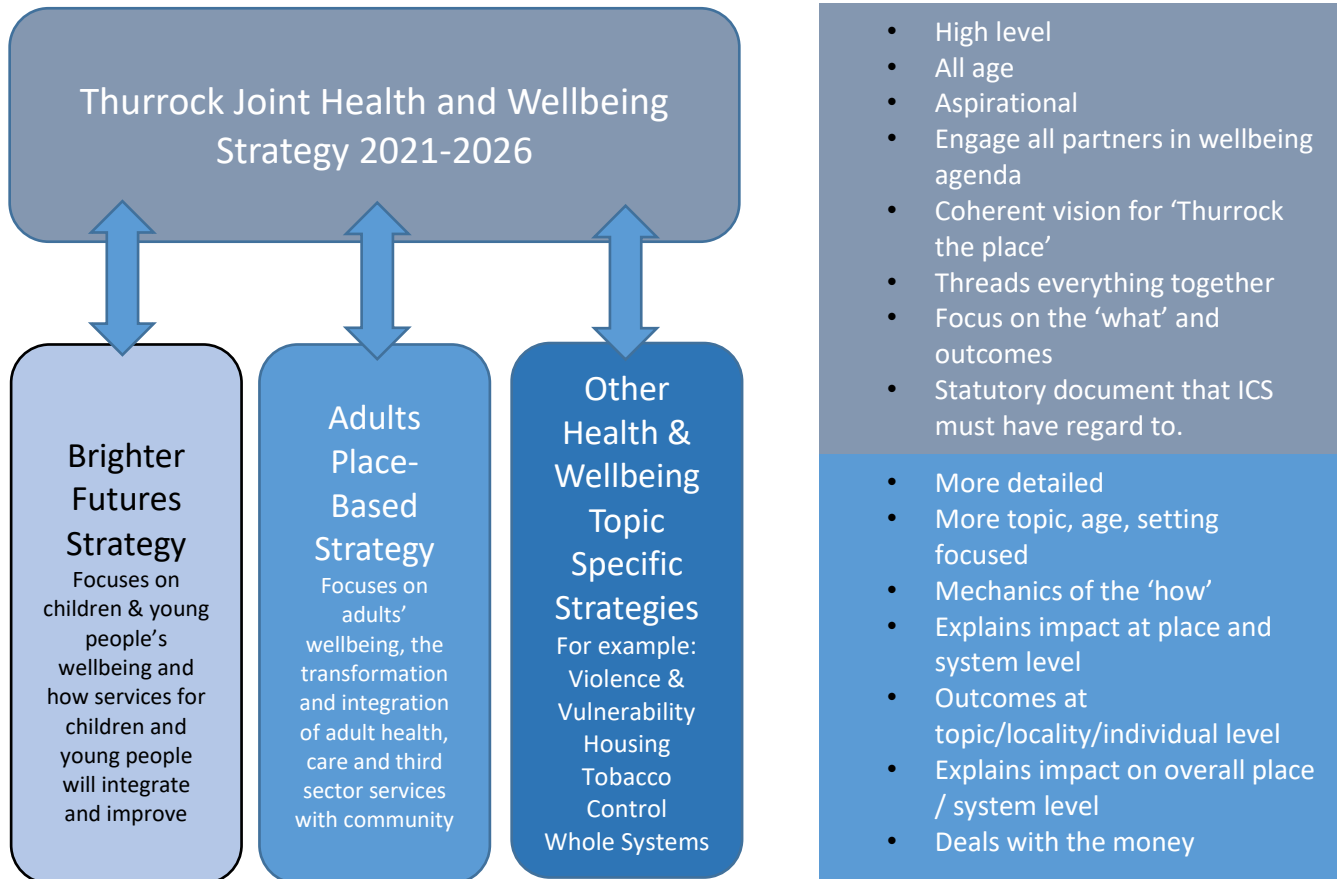 Thurrock Joint Health and Wellbeing
Strategy 2021-2026
Brighter
Futures
Strategy
Focuses on
children & young
people’s
wellbeing and
how services for
children and
young people
will integrate
and improve
Adults
Place-
Based
Strategy
Focuses on
adults’
wellbeing, the
transformation
and integration
of adult health,
care and third
sector services
with community
Other
Health &
Wellbeing
Topic
Specific
Strategies
For example:
Violence &
Vulnerability
Housing
Tobacco
Control
Whole Systems
• High level
• All age
• Aspirational
• Engage all partners in wellbeing
agenda
• Coherent vision for ‘Thurrock
the place’
• Threads everything together
• Focus on the ‘what’ and
outcomes
• Statutory document that ICS
must have regard to.
• More detailed
• More topic, age, setting
focused
• Mechanics of the ‘how’
• Explains impact at place and
system level
• Outcomes at
topic/locality/individual level
• Explains impact on overall place
/ system level
• Deals with the money